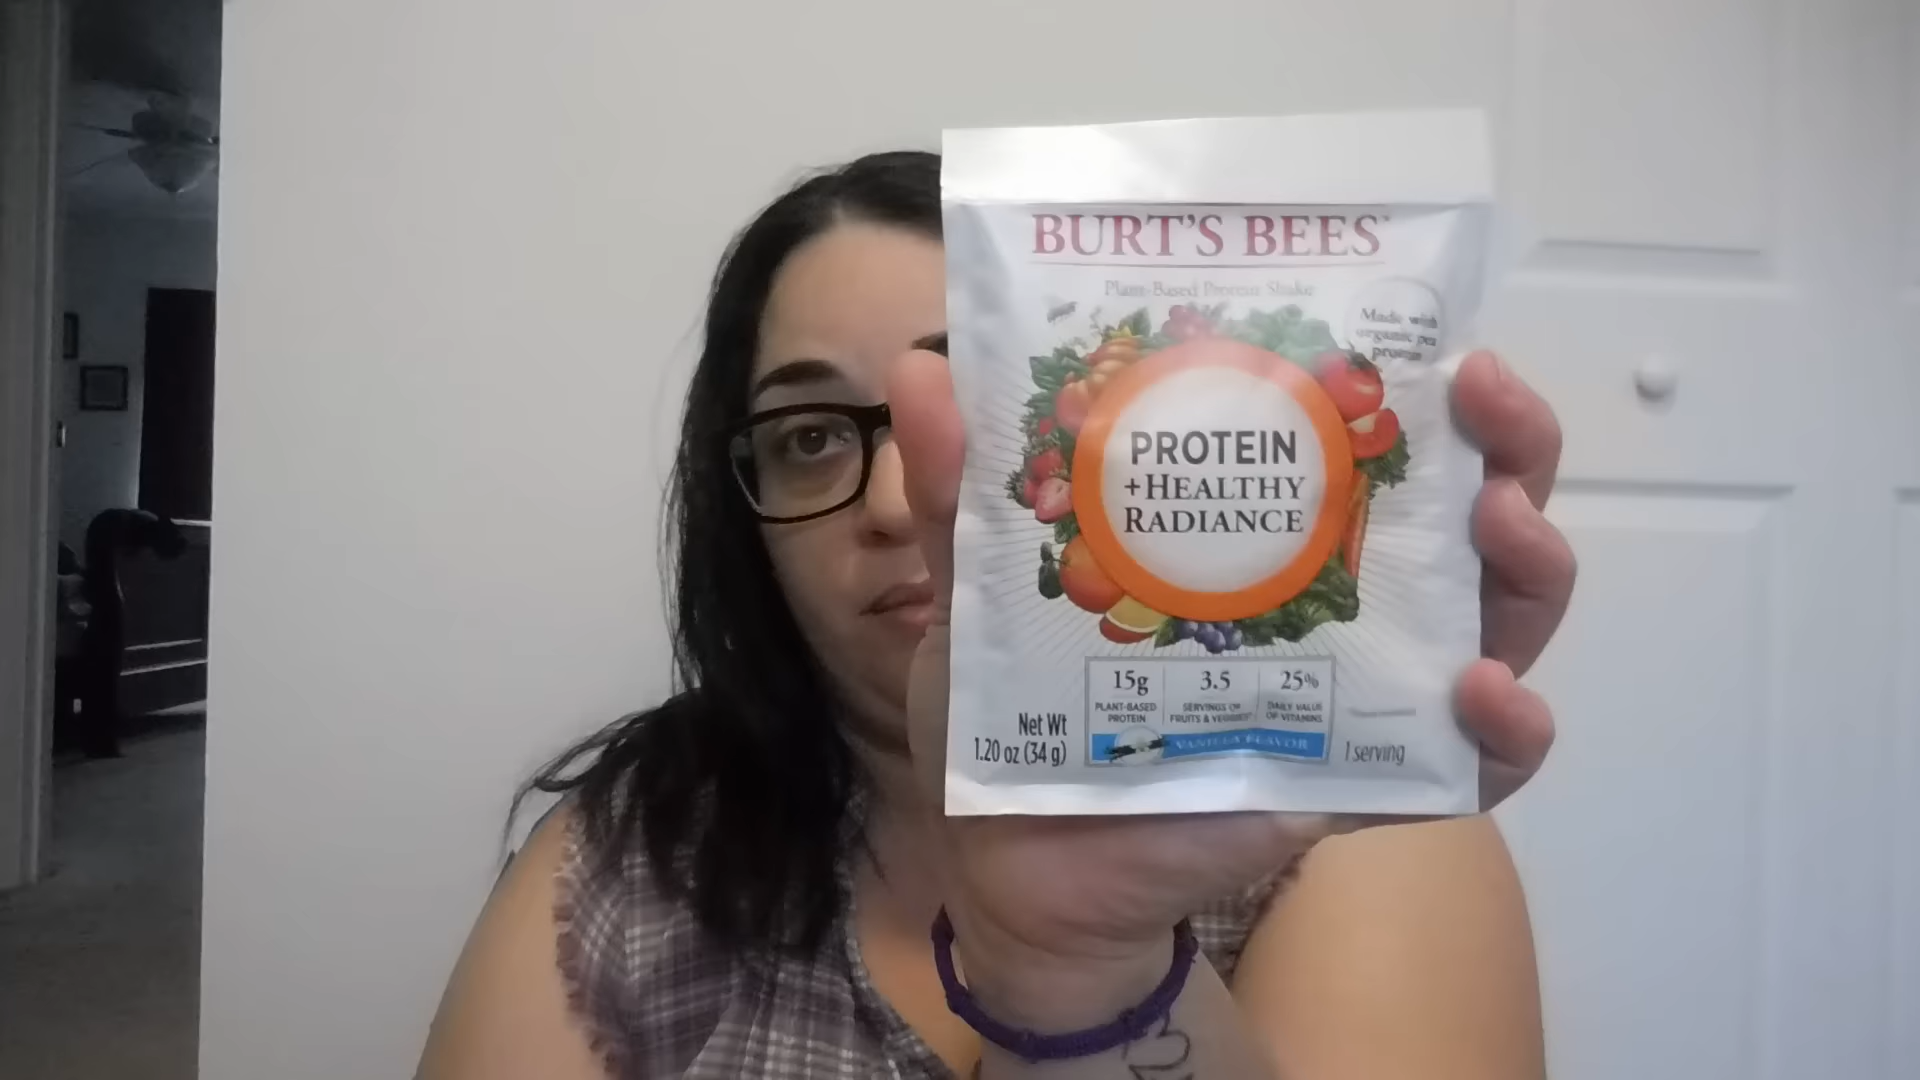 BURT'S BEES
Plant-Based Protein Shake
Made with
organic pea
protein
PROTEIN
+HEALTHY
RADIANCE
15g
PLANT-BASED
PROTEIN
3.5
SERVINGS OF
FRUITS & VEGGIES*
25%
DAILY VALUE
OF VITAMINS
VANILLA FLAVOR
Net Wt
1.20 oz (34 g)
1 serving